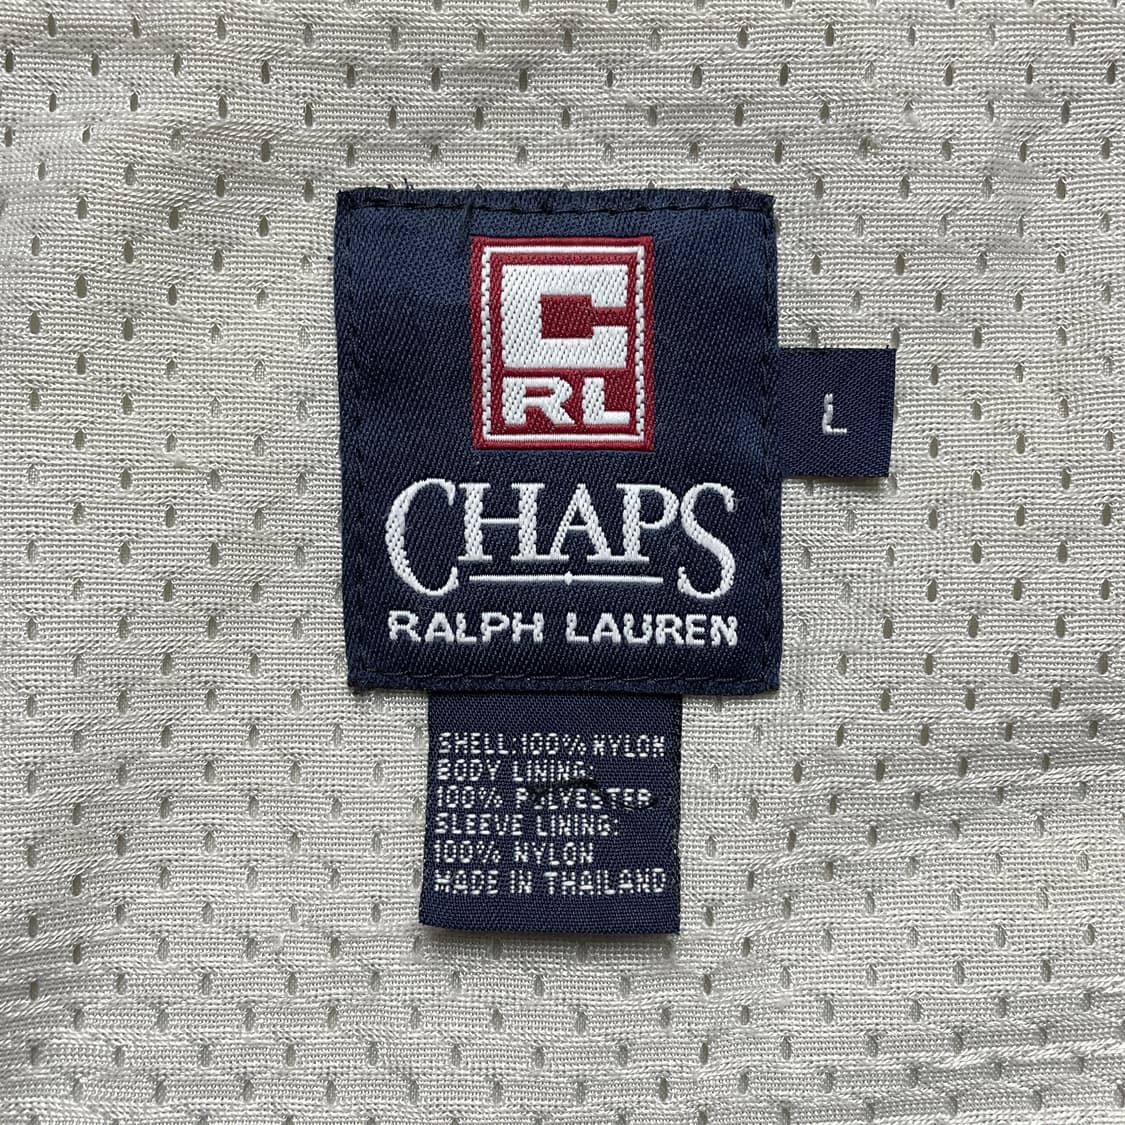 C
RL
CHAPS
RALPH LAUREN
L
SHELL:100% NYLON
BODY LINING:
100% POLYESTER
SLEEVE LINING:
100% NYLON
MADE IN THAILAND